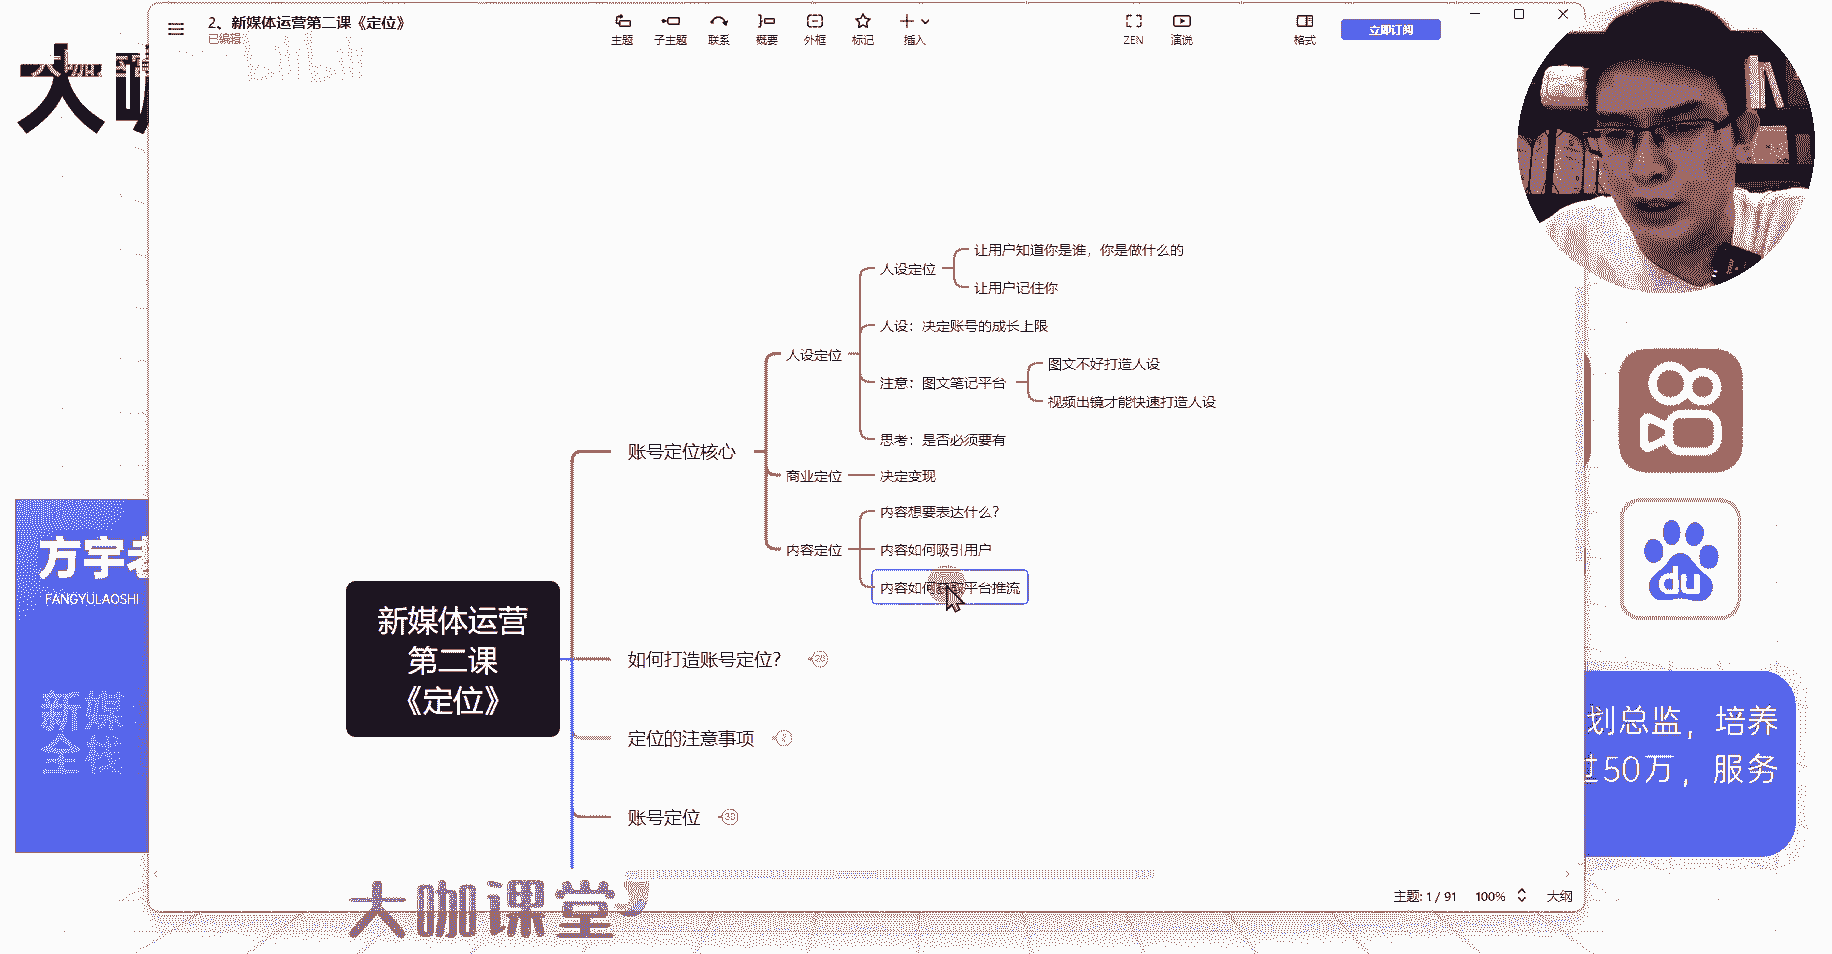 2、新媒体运营第二课《定位》
已编辑
主题
子主题
联系
概要
外框
标记
插入
ZEN
演说
格式
立即订阅
bilibili
大咖
让用户知道你是谁，你是做什么的
人设定位
让用户记住你
人设：决定账号的成长上限
人设定位
图文不好打造人设
注意：图文笔记平台
视频出镜才能快速打造人设
思考：是否必须要有
账号定位核心
商业定位
决定变现
内容想要表达什么？
内容定位
内容如何吸引用户
内容如何
平台推流
新媒体运营
第二课
《定位》
如何打造账号定位？
定位的注意事项
账号定位
30
方宇老
FANGYULAOSHI
新媒
全栈
du
划总监，培养
过50万，服务
大咖课堂
主题: 1 / 91
100%
大纲